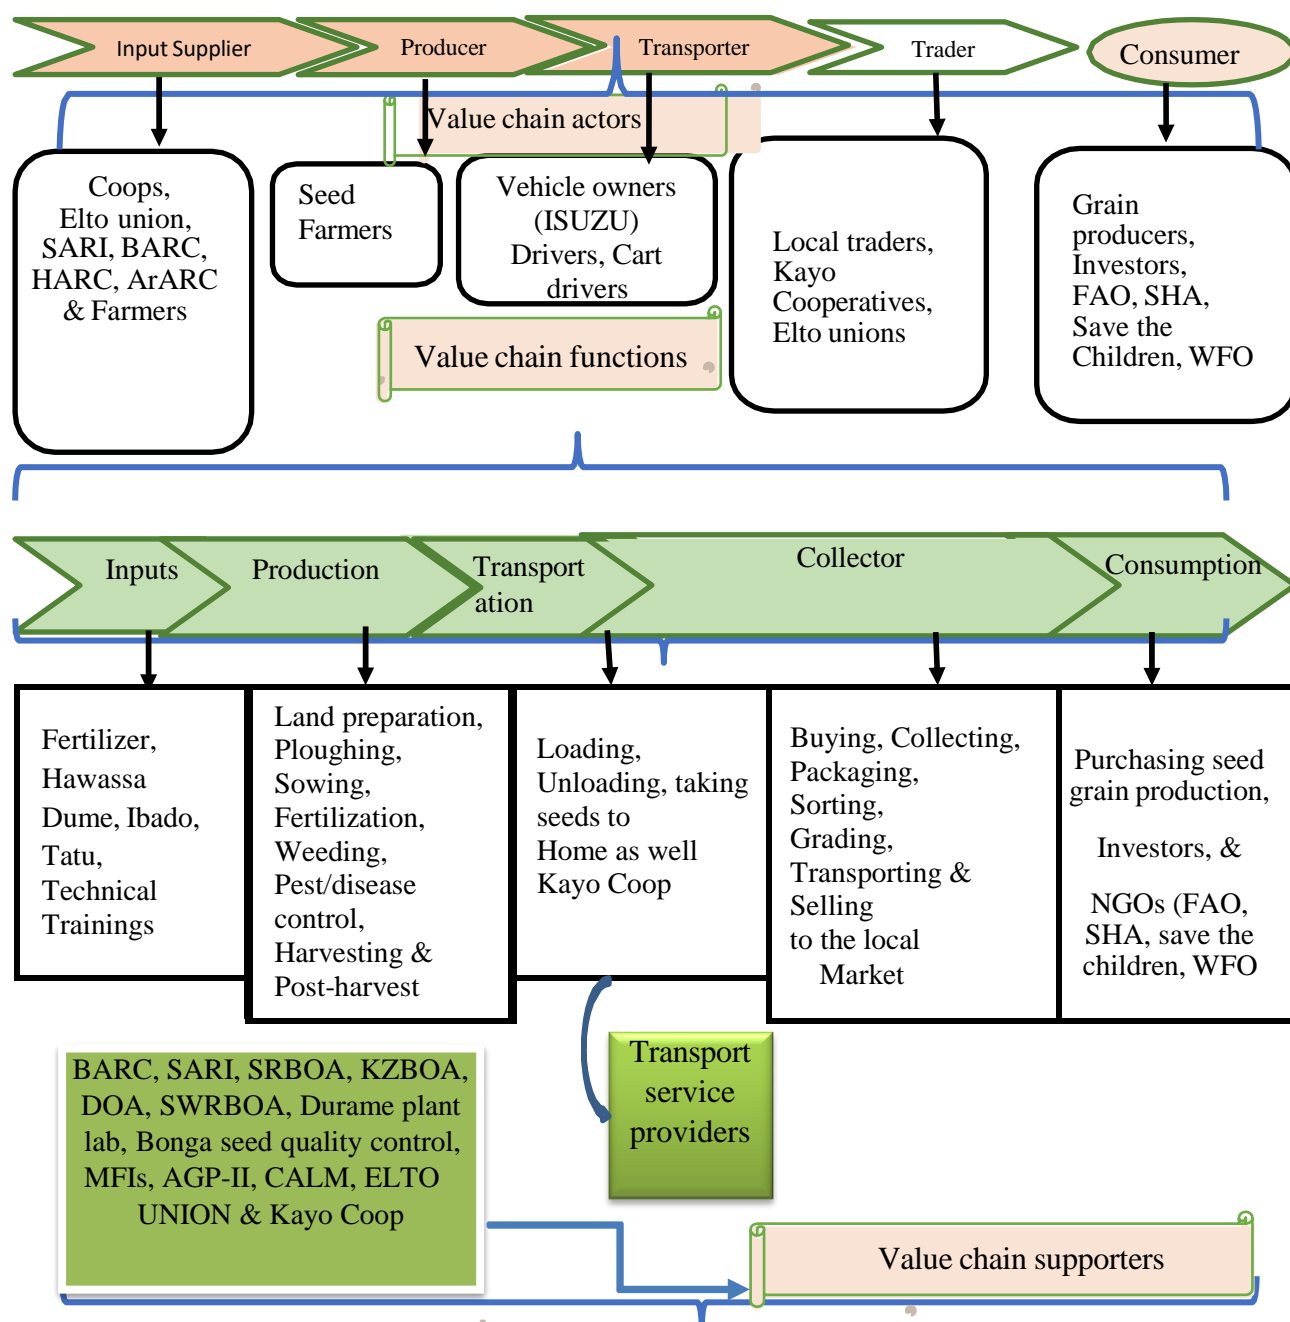 Input Supplier
Producer
Transporter
Trader
Consumer
Value chain actors
Coops,
Elto union,
SARI, BARC,
HARC, ArARC
& Farmers
Seed
Farmers
Vehicle owners
(ISUZU)
Drivers, Cart
drivers
Local traders,
Kayo
Cooperatives,
Elto unions
Grain
producers,
Investors,
FAO, SHA,
Save the
Children, WFO
Value chain functions
Inputs
Production
Transport
ation
Collector
Consumption
Fertilizer,
Hawassa
Dume, Ibado,
Tatu,
Technical
Trainings
Land preparation,
Ploughing,
Sowing,
Fertilization,
Weeding,
Pest/disease
control,
Harvesting &
Post-harvest
Loading,
Unloading, taking
seeds to
Home as well
Kayo Coop
Buying, Collecting,
Packaging,
Sorting,
Grading,
Transporting &
Selling
to the local
Market
Purchasing seed
grain production,
Investors, &
NGOs (FAO,
SHA, save the
children, WFO
BARC, SARI, SRBOA, KZBOA,
DOA, SWRBOA, Durame plant
lab, Bonga seed quality control,
MFIs, AGP-II, CALM, ELTO
UNION & Kayo Coop
Transport
service
providers
Value chain supporters